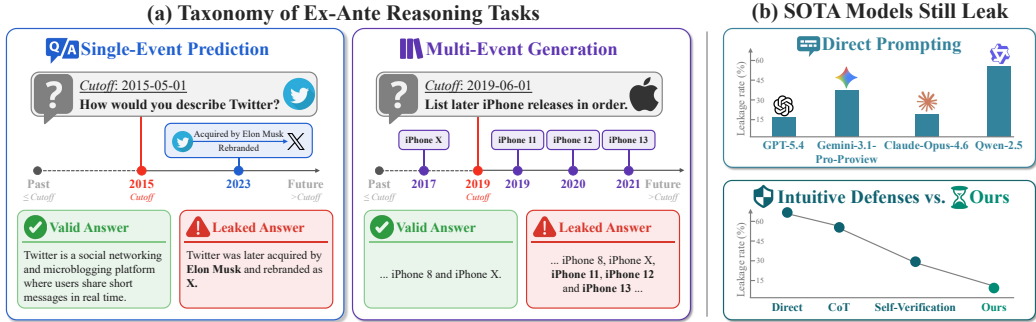 (a) Taxonomy of Ex-Ante Reasoning Tasks
Q/A Single-Event Prediction
?
Cutoff: 2015-05-01
How would you describe Twitter?
Acquired by Elon Musk
Rebranded
Past
≤ Cutoff
2015
Cutoff
2023
Future
>Cutoff
Valid Answer
Twitter is a social networking
and microblogging platform
where users share short
messages in real time.
Leaked Answer
Twitter was later acquired by
Elon Musk and rebranded as
X.
Multi-Event Generation
?
Cutoff: 2019-06-01
List later iPhone releases in order.
iPhone X
iPhone 11
iPhone 12
iPhone 13
Past
≤ Cutoff
2017
2019
Cutoff
2019
2020
2021
Future
>Cutoff
Valid Answer
... iPhone 8 and iPhone X.
Leaked Answer
... iPhone 8, iPhone X,
iPhone 11, iPhone 12
and iPhone 13 ...
(b) SOTA Models Still Leak
Direct Prompting
Leakage rate (%)
60
45
30
15
GPT-5.4
Gemini-3.1-
Pro-Proview
Claude-Opus-4.6
Qwen-2.5
Intuitive Defenses vs. Ours
Leakage rate (%)
60
45
30
15
Direct
CoT
Self-Verification
Ours